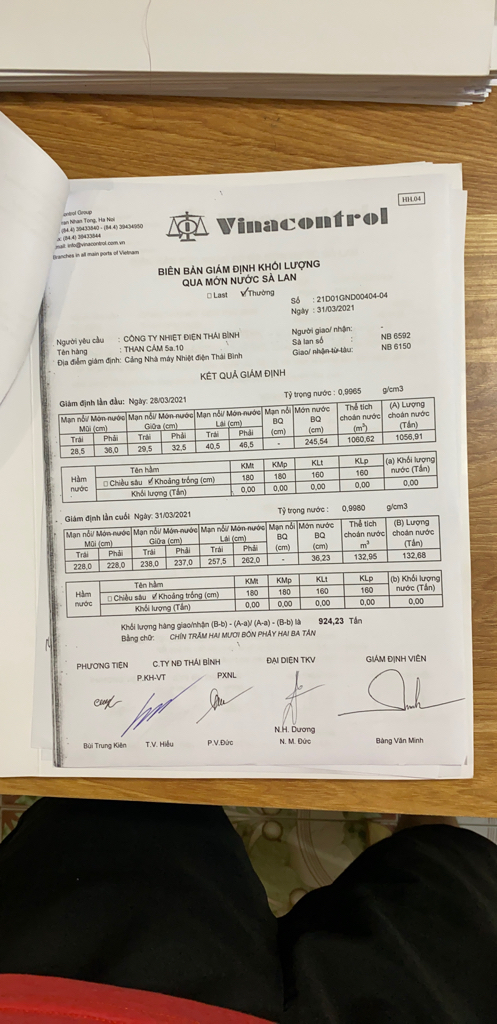 HH.04
ontrol Group
an Nhan Tong, Ha Noi
(84.4) 39433840 - (84.4) 39434950
(84.4) 39433844
mail: info@vinacontrol.com.vn
Branches in all main ports of Vietnam
Vinacontrol
BIÊN BẢN GIÁM ĐỊNH KHỐI LƯỢNG
QUA MỚN NƯỚC SÀ LAN
□ Last ✓Thường
Số : 21D01GND00404-04
Ngày : 31/03/2021
Người yêu cầu : CÔNG TY NHIỆT ĐIỆN THÁI BÌNH
Tên hàng : THAN CÁM 5a.10
Địa điểm giám định: Cảng Nhà máy Nhiệt điện Thái Bình
Người giao/ nhận: -
Sà lan số : NB 6592
Giao/ nhận từ tàu: NB 6150
KẾT QUẢ GIÁM ĐỊNH
Giám định lần đầu: Ngày: 28/03/2021 Tỷ trọng nước : 0,9965 g/cm3
Mạn nổi/ Mớn nước Mũi (cm) Mạn nổi/ Mớn nước Giữa (cm) Mạn nổi/ Mớn nước Lái (cm) Mạn nổi BQ (cm) Mớn nước BQ (cm) Thể tích choán nước (m³) (A) Lượng choán nước (Tấn)
Trái Phải Trái Phải Trái Phải
28,5 36,0 29,5 32,5 40,5 46,5 - 245,54 1060,62 1056,91
Hầm nước Tên hầm KMt KMp KLt KLp (a) Khối lượng nước (Tấn)
□ Chiều sâu ✓ Khoảng trống (cm) 180 180 160 160
Khối lượng (Tấn) 0,00 0,00 0,00 0,00 0,00
Giám định lần cuối Ngày: 31/03/2021 Tỷ trọng nước : 0,9980 g/cm3
Mạn nổi/ Mớn nước Mũi (cm) Mạn nổi/ Mớn nước Giữa (cm) Mạn nổi/ Mớn nước Lái (cm) Mạn nổi BQ (cm) Mớn nước BQ (cm) Thể tích choán nước m³ (B) Lượng choán nước (Tấn)
Trái Phải Trái Phải Trái Phải
228,0 228,0 238,0 237,0 257,5 262,0 - 36,23 132,95 132,68
Hầm nước Tên hầm KMt KMp KLt KLp (b) Khối lượng nước (Tấn)
□ Chiều sâu ✓ Khoảng trống (cm) 180 180 160 160
Khối lượng (Tấn) 0,00 0,00 0,00 0,00 0,00
Khối lượng hàng giao/nhận (B-b) - (A-a)/ (A-a) - (B-b) là 924,23 Tấn
Bằng chữ: CHÍN TRĂM HAI MƯƠI BỐN PHẨY HAI BA TẤN
PHƯƠNG TIỆN C.TY NĐ THÁI BÌNH ĐẠI DIỆN TKV GIÁM ĐỊNH VIÊN
P.KH-VT PXNL
N.H. Dương
Bùi Trung Kiên T.V. Hiểu P.V.Đức N. M. Đức Bằng Văn Minh